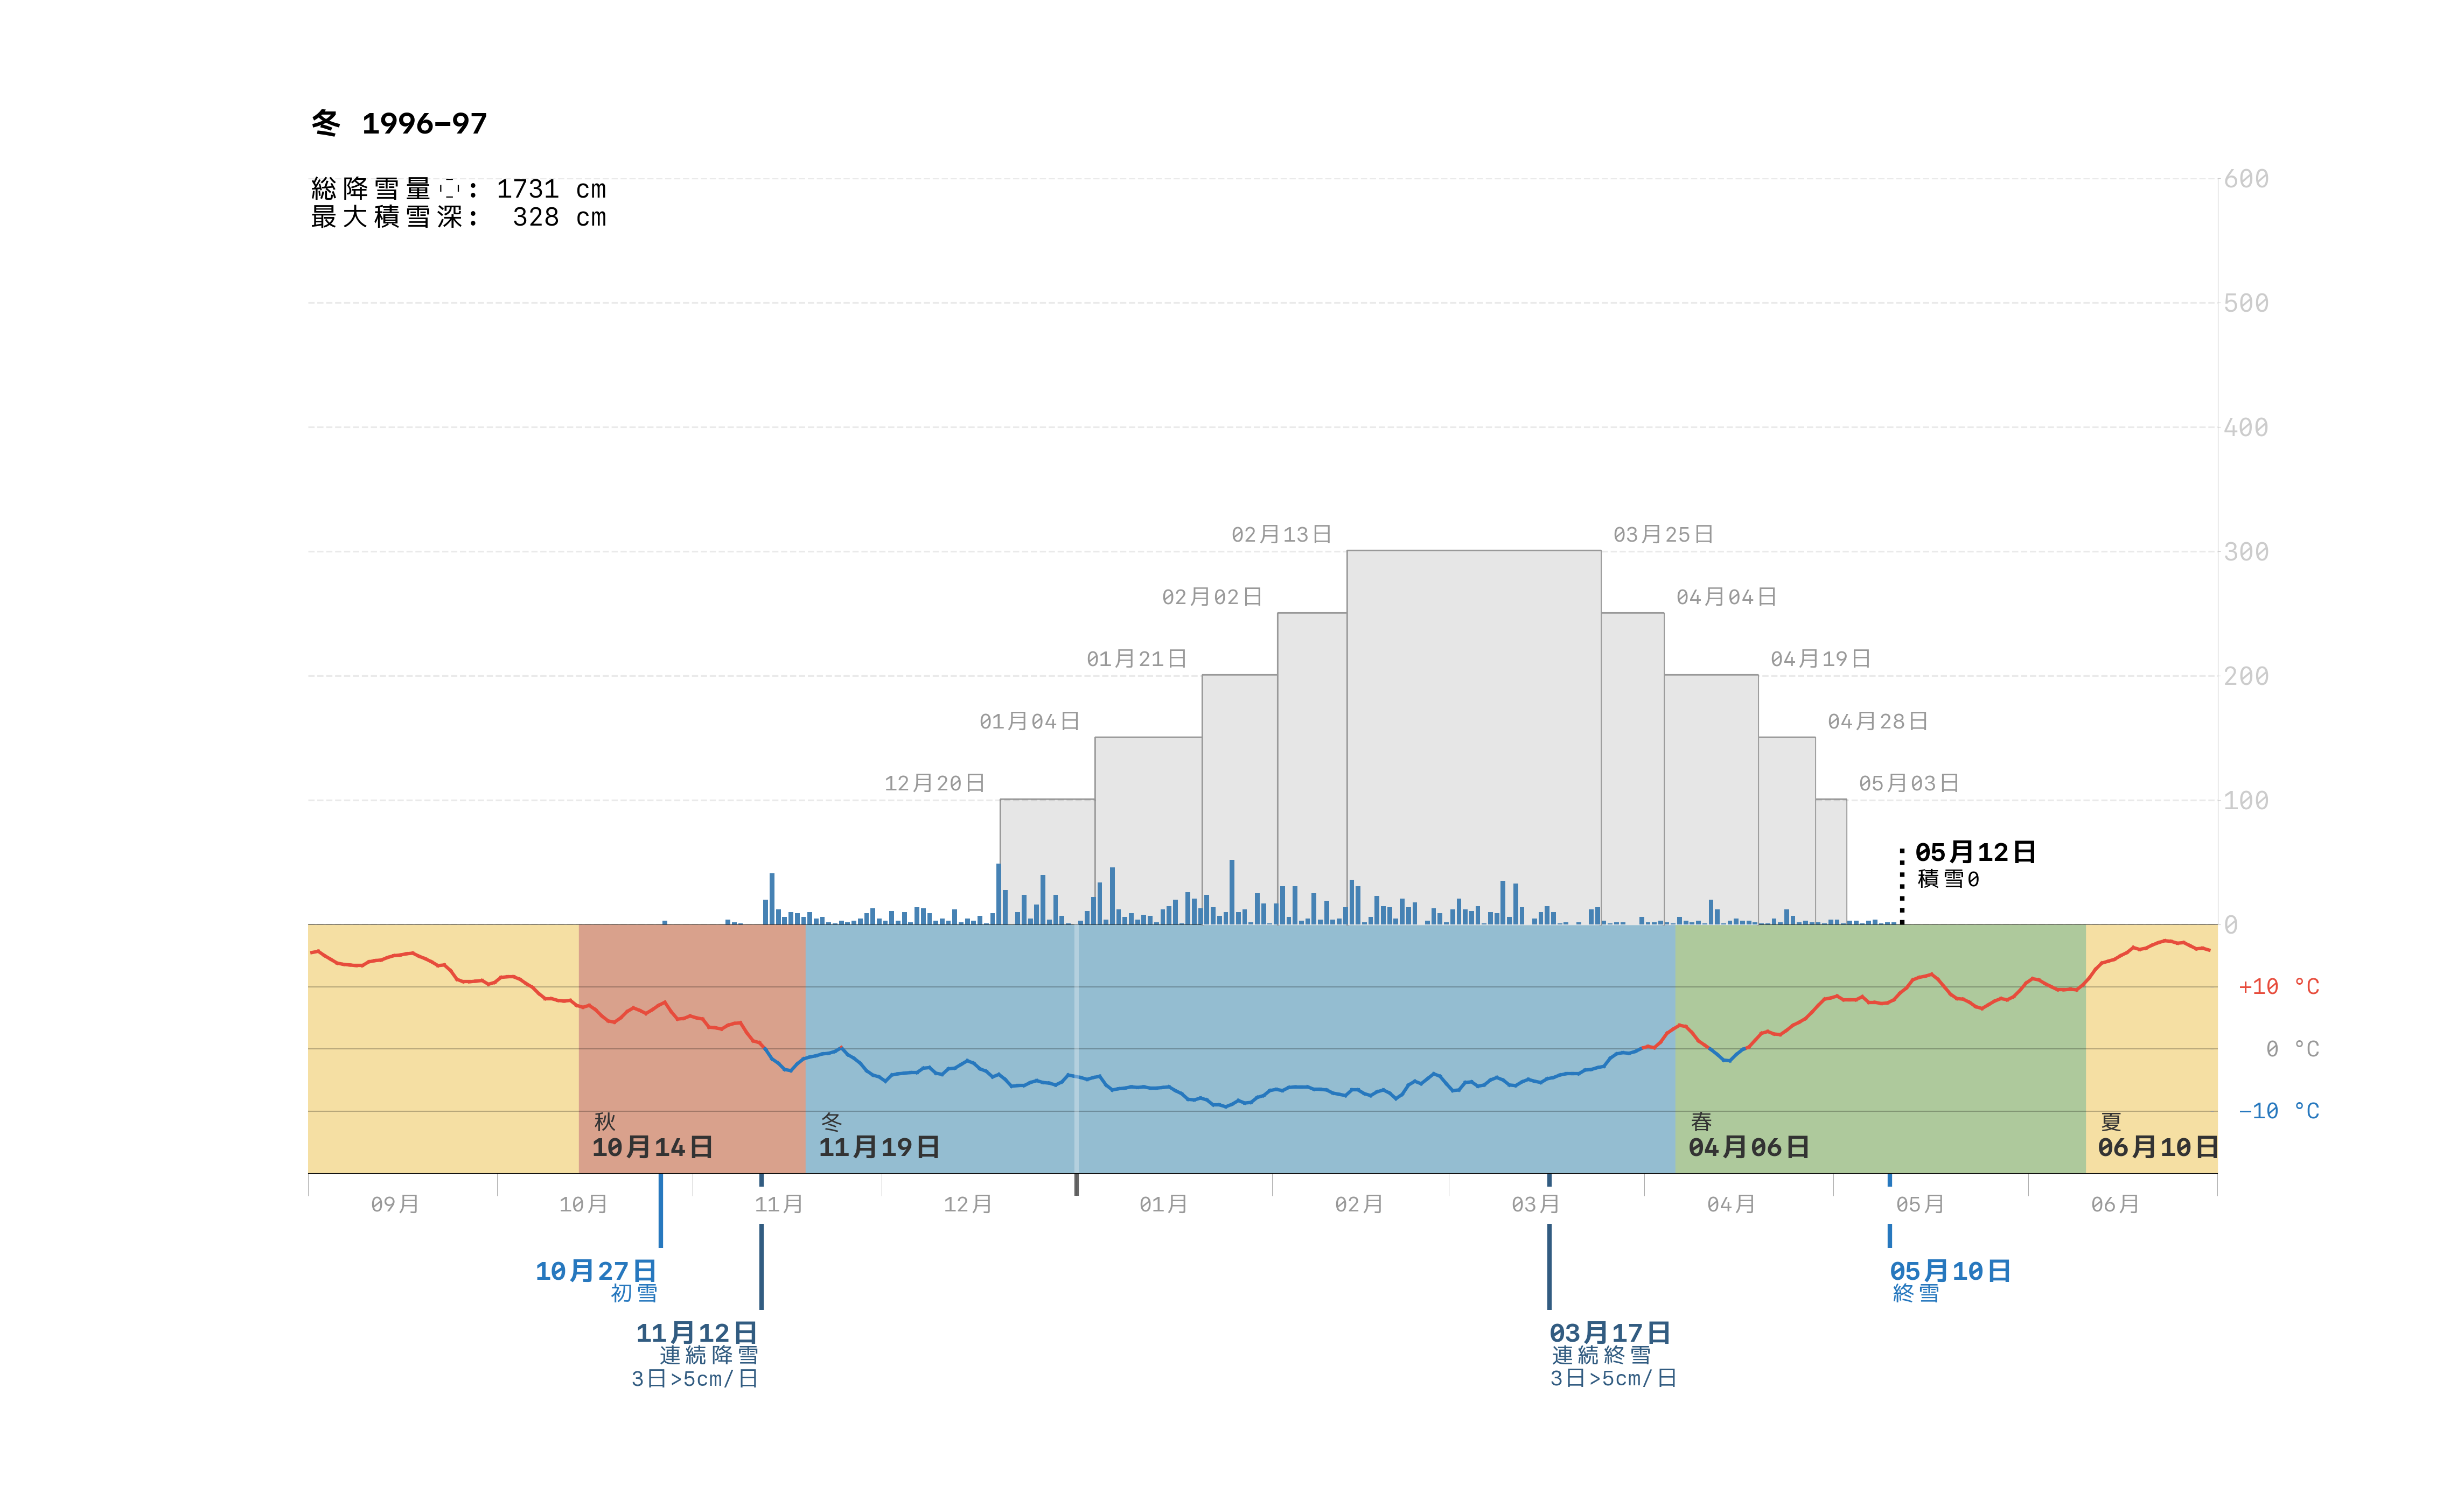 冬 1996–97
総降雪量: 1731 cm
最大積雪深: 328 cm
600
500
400
300
200
100
0
02月13日
03月25日
02月02日
04月04日
01月21日
04月19日
01月04日
04月28日
12月20日
05月03日
05月12日
積雪0
+10 °C
0 °C
−10 °C
秋
10月14日
冬
11月19日
春
04月06日
夏
06月10日
09月
10月
11月
12月
01月
02月
03月
04月
05月
06月
10月27日
初雪
05月10日
終雪
11月12日
連続降雪
3日>5cm/日
03月17日
連続終雪
3日>5cm/日